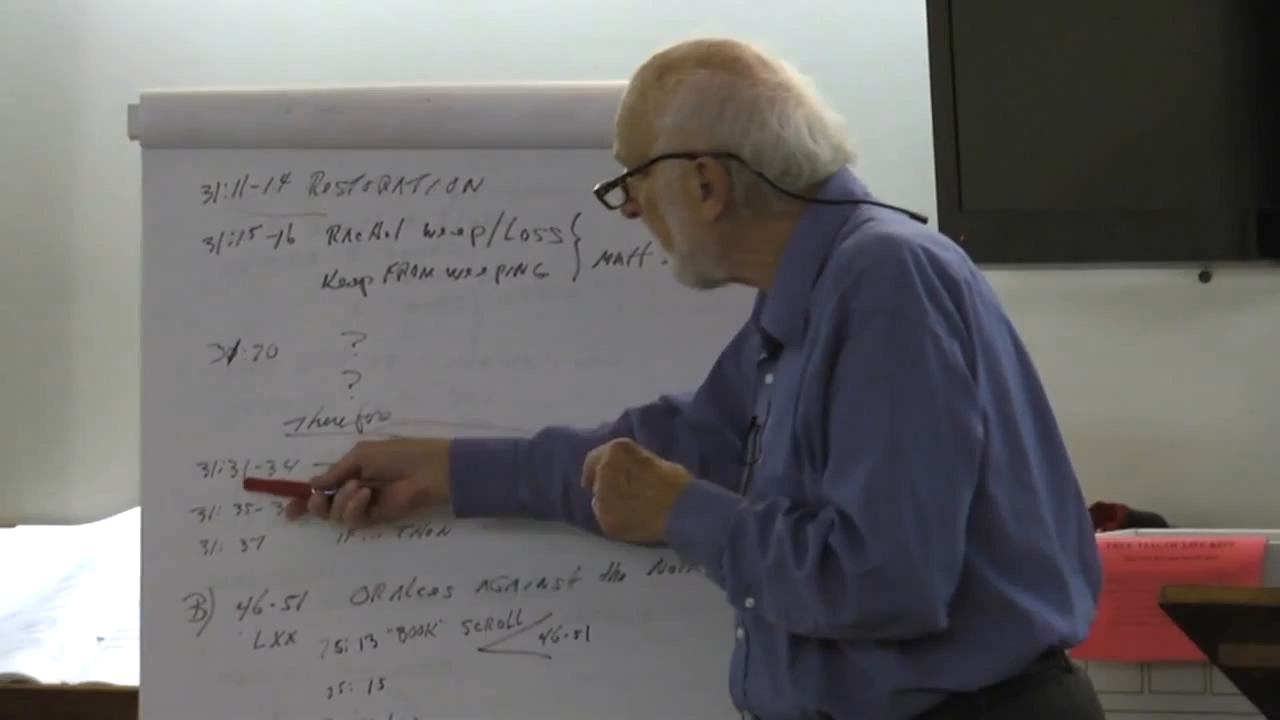 31:11-14 RESTORATION
31:15-16 RACHEL weep/Loss } Matt.
Keep FROM weepING
31:20 ?
?
Therefore
31:31-34
31: 35-3
31: 37 IF... THEN
B) 46-51 ORACLES AGAINST the
LXX 25:13 "BOOK" SCROLL 46-51
25: 15